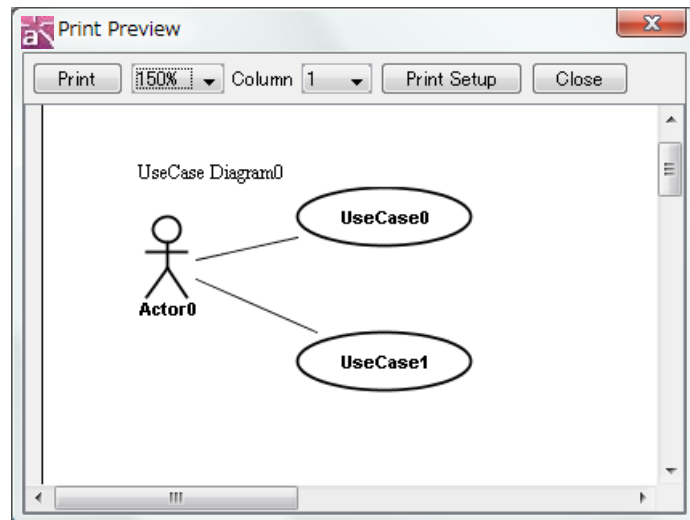 Print Preview
Print 150% Column 1 Print Setup Close
UseCase Diagram0
UseCase0
Actor0
UseCase1